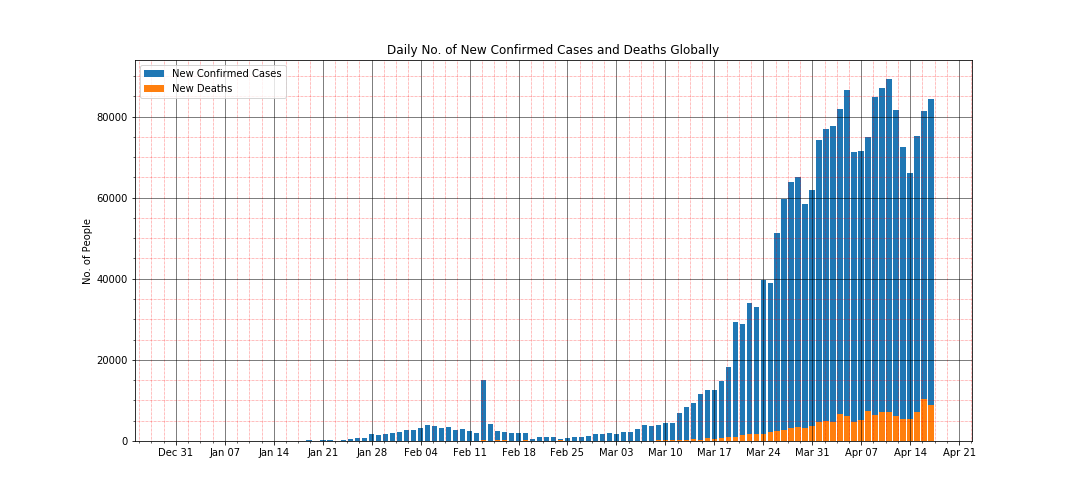 Daily No. of New Confirmed Cases and Deaths Globally
New Confirmed Cases
New Deaths
No. of People
80000
60000
40000
20000
0
Dec 31 Jan 07 Jan 14 Jan 21 Jan 28 Feb 04 Feb 11 Feb 18 Feb 25 Mar 03 Mar 10 Mar 17 Mar 24 Mar 31 Apr 07 Apr 14 Apr 21